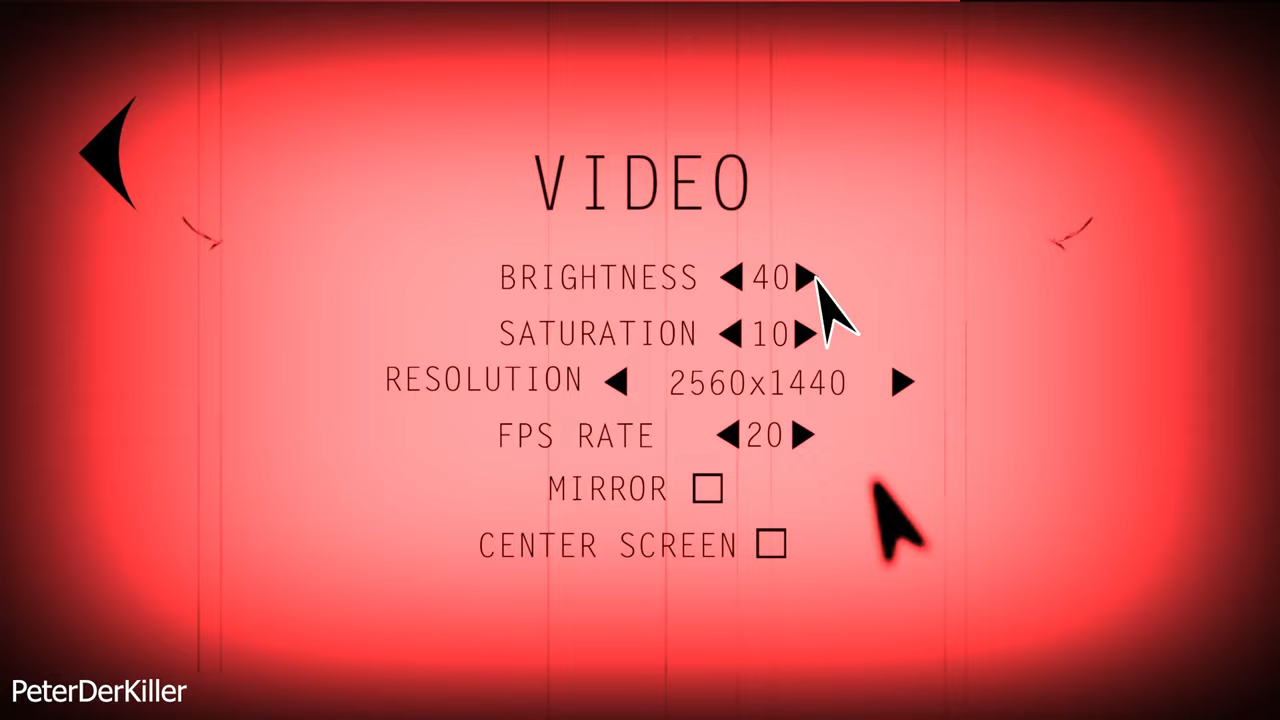 VIDEO
BRIGHTNESS 40
SATURATION 10
RESOLUTION 2560x1440
FPS RATE 20
MIRROR
CENTER SCREEN
PeterDerKiller